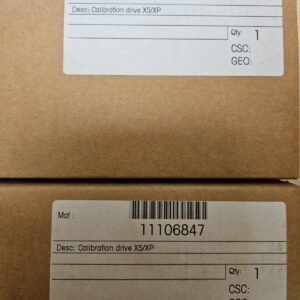 Desc: Calibration drive XS/XP
Qty: 1
CSC:
GEO:
Mat :
11106847
Desc: Calibration drive XS/XP
Qty: 1
CSC: